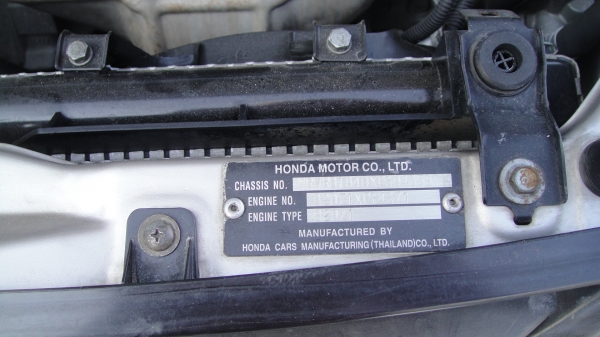 HONDA MOTOR CO., LTD.
CHASSIS NO.
ENGINE NO.
ENGINE TYPE
MANUFACTURED BY
HONDA CARS MANUFACTURING (THAILAND) CO., LTD.